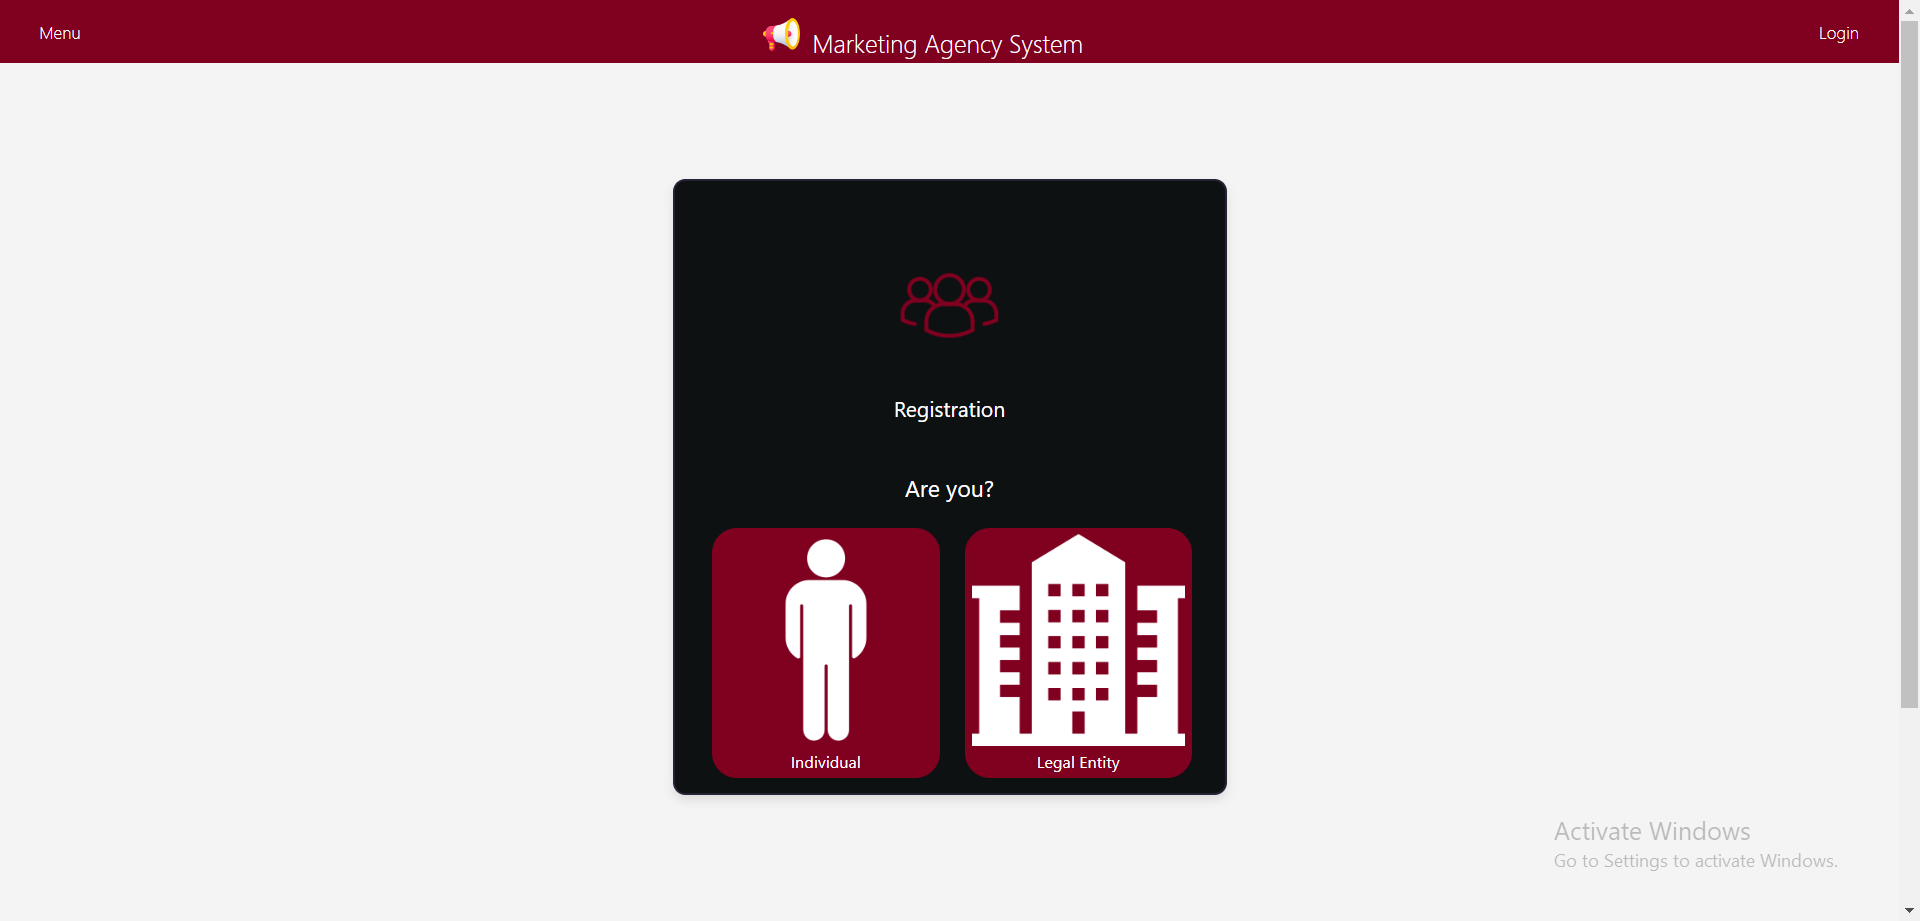 Menu
Marketing Agency System
Login
Registration
Are you?
Individual
Legal Entity
Activate Windows
Go to Settings to activate Windows.